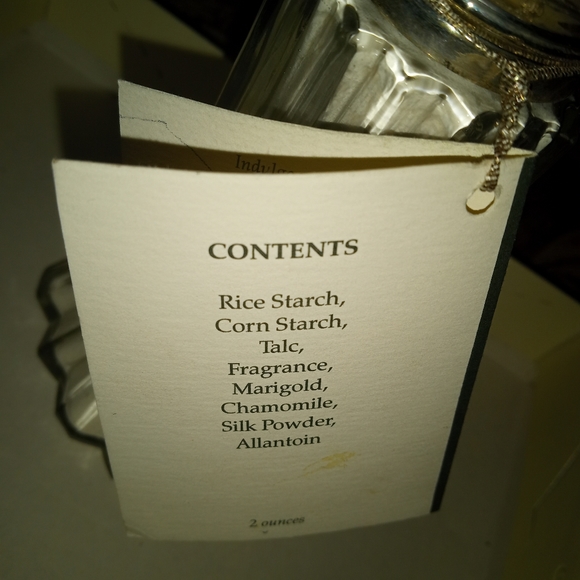 CONTENTS
Rice Starch,
Corn Starch,
Talc,
Fragrance,
Marigold,
Chamomile,
Silk Powder,
Allantoin
2 ounces